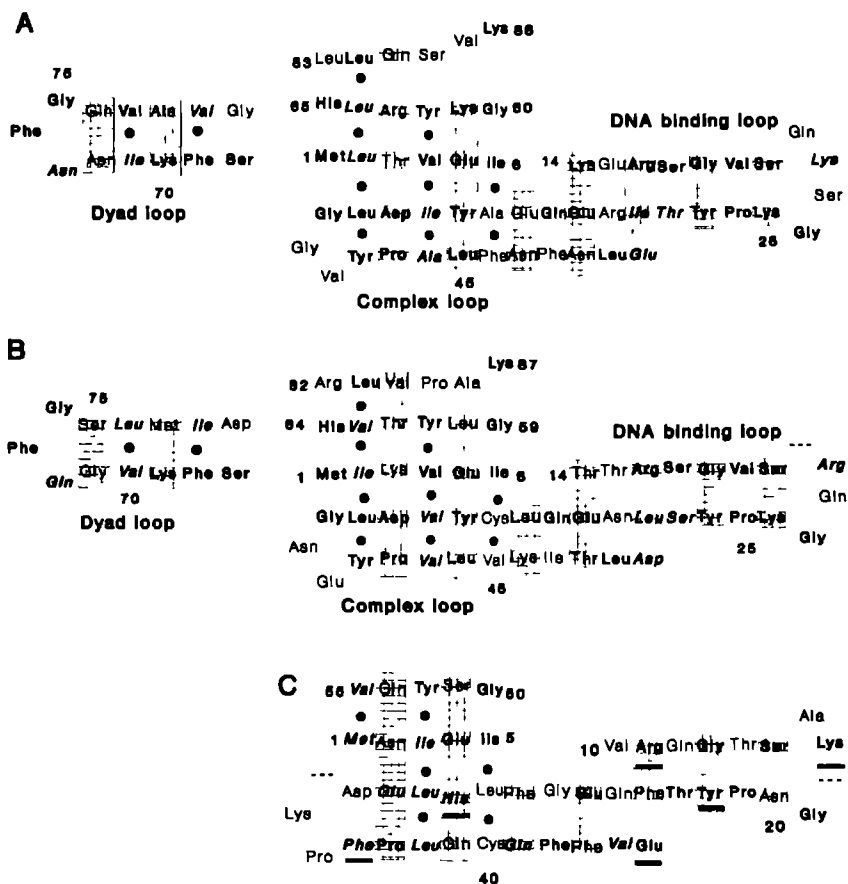 A
Lys 86
Val
83 Leu Leu Gln Ser
75
Gly Gln Val Ala Val Gly
65 His Leu Arg Tyr Lys Gly 60
DNA binding loop
Gln
Phe
Asn Asn Ile Lys Phe Ser
1 Met Leu Thr Val Glu Ile 6 14 Lys Glu Arg Ser Gly Val Ser Lys
70
Dyad loop
Gly Leu Asp Ile Tyr Ala Glu Gln Glu Arg Ile Thr Tyr Pro Lys Ser
25 Gly
Gly
Val Tyr Pro Ala Leu Phe Asn Phe Asn Leu Glu
45
Complex loop
B
Lys 87
82 Arg Leu Val Pro Ala
75
Gly Ser Leu Met Ile Asp
64 His Val Thr Tyr Leu Gly 59
DNA binding loop ---
Phe
Gln Gly Val Lys Phe Ser
1 Met Ile Lys Val Glu Ile 6 14 Thr Thr Arg Ser Gly Val Ser Arg
70
Dyad loop
Gly Leu Asp Val Tyr Cys Leu Gln Glu Asn Leu Ser Tyr Pro Lys Gln
25 Gly
Asn
Glu Tyr Pro Val Leu Val Lys Ile Thr Leu Asp
45
Complex loop
C
55 Val Gln Tyr Ser Gly 50
Ala
1 Met Asn Ile Glu Ile 5 10 Val Arg Gln Gly Thr Ser Lys
--- Asp Glu Leu His Leu Phe Gly Glu Gln Phe Thr Tyr Pro Asn ---
20 Gly
Lys
Pro Phe Pro Leu Gln Cys Gln Phe Phe Val Glu
40